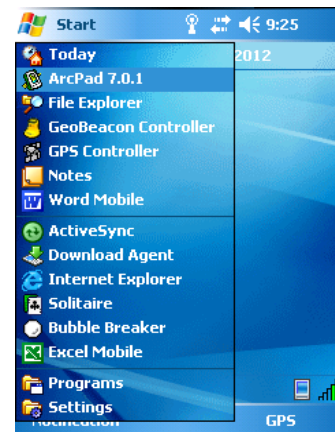 Start 9:25
Today
2012
ArcPad 7.0.1
File Explorer
GeoBeacon Controller
GPS Controller
Notes
Word Mobile
ActiveSync
Download Agent
Internet Explorer
Solitaire
Bubble Breaker
Excel Mobile
Programs
Settings
Notification GPS